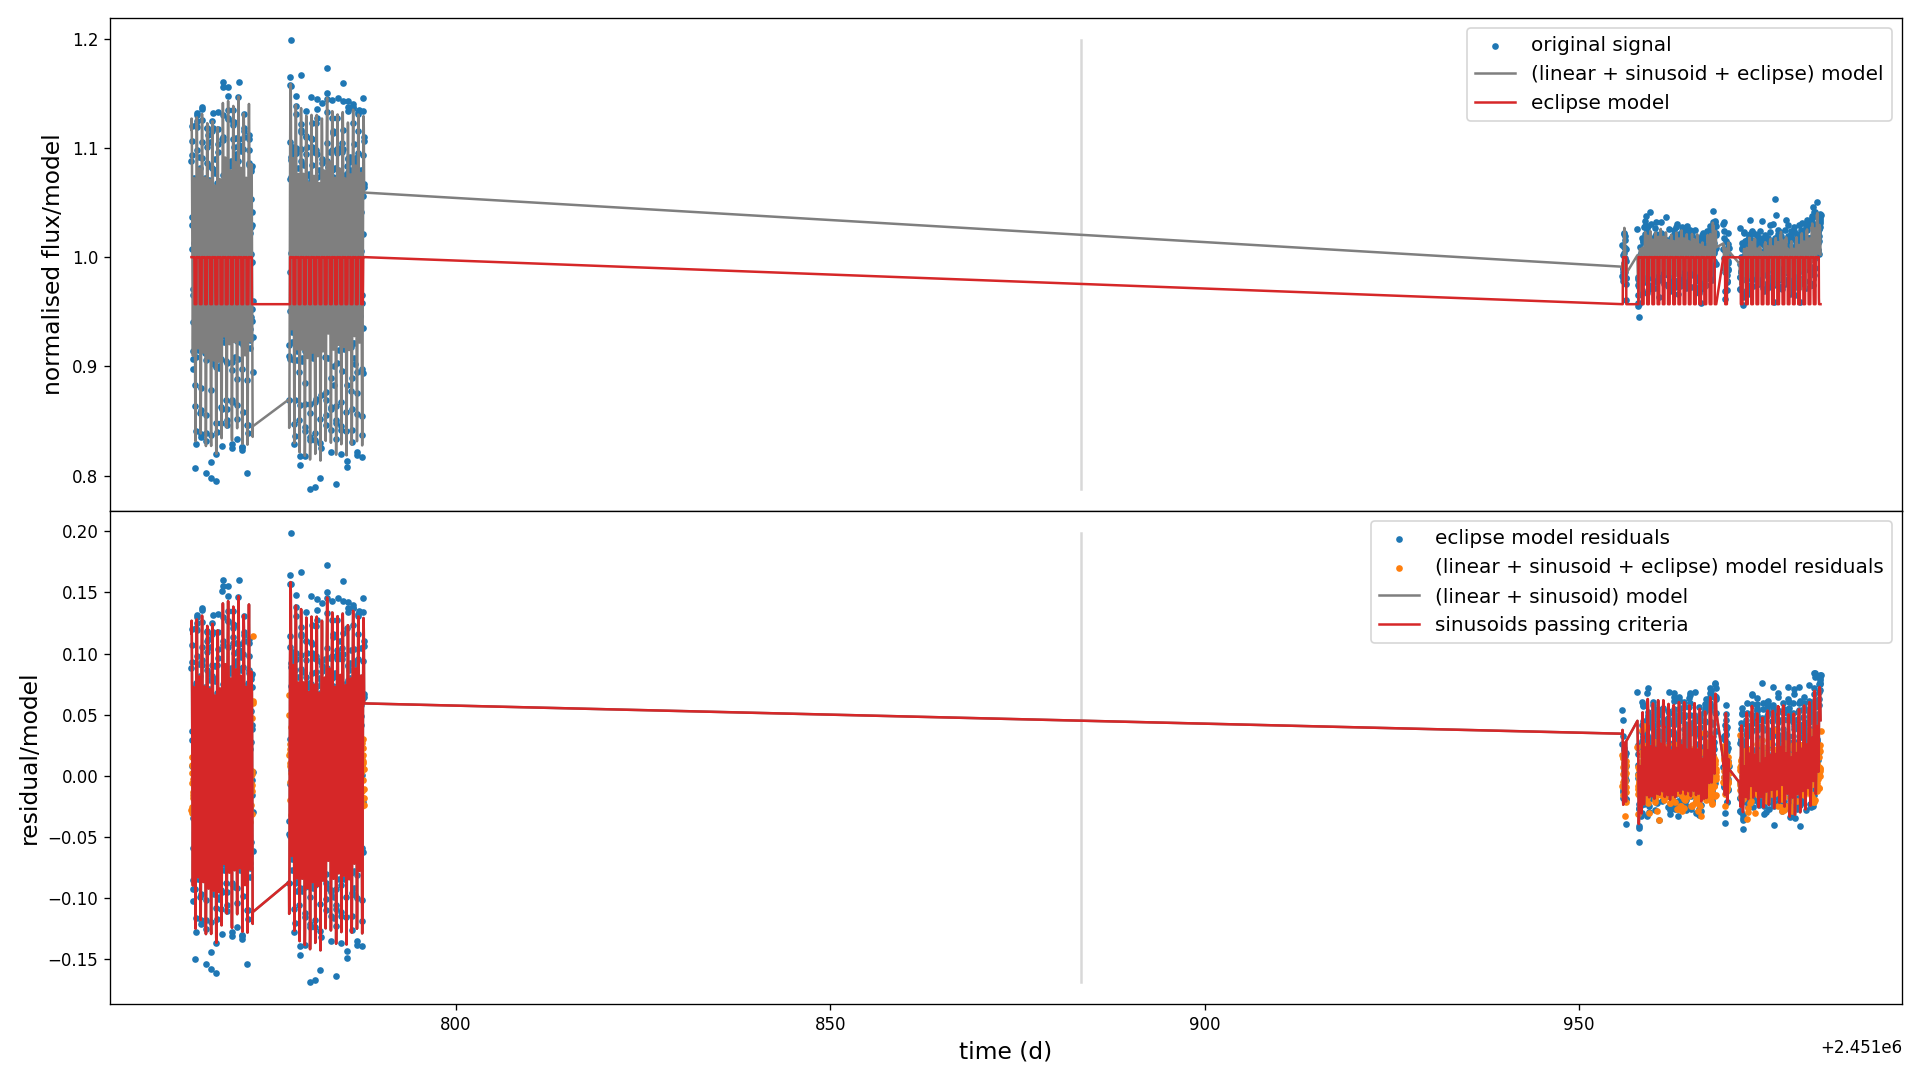 normalised flux/model
1.2
1.1
1.0
0.9
0.8
original signal
(linear + sinusoid + eclipse) model
eclipse model
residual/model
0.20
0.15
0.10
0.05
0.00
−0.05
−0.10
−0.15
eclipse model residuals
(linear + sinusoid + eclipse) model residuals
(linear + sinusoid) model
sinusoids passing criteria
800
850
900
950
time (d)
+2.451e6